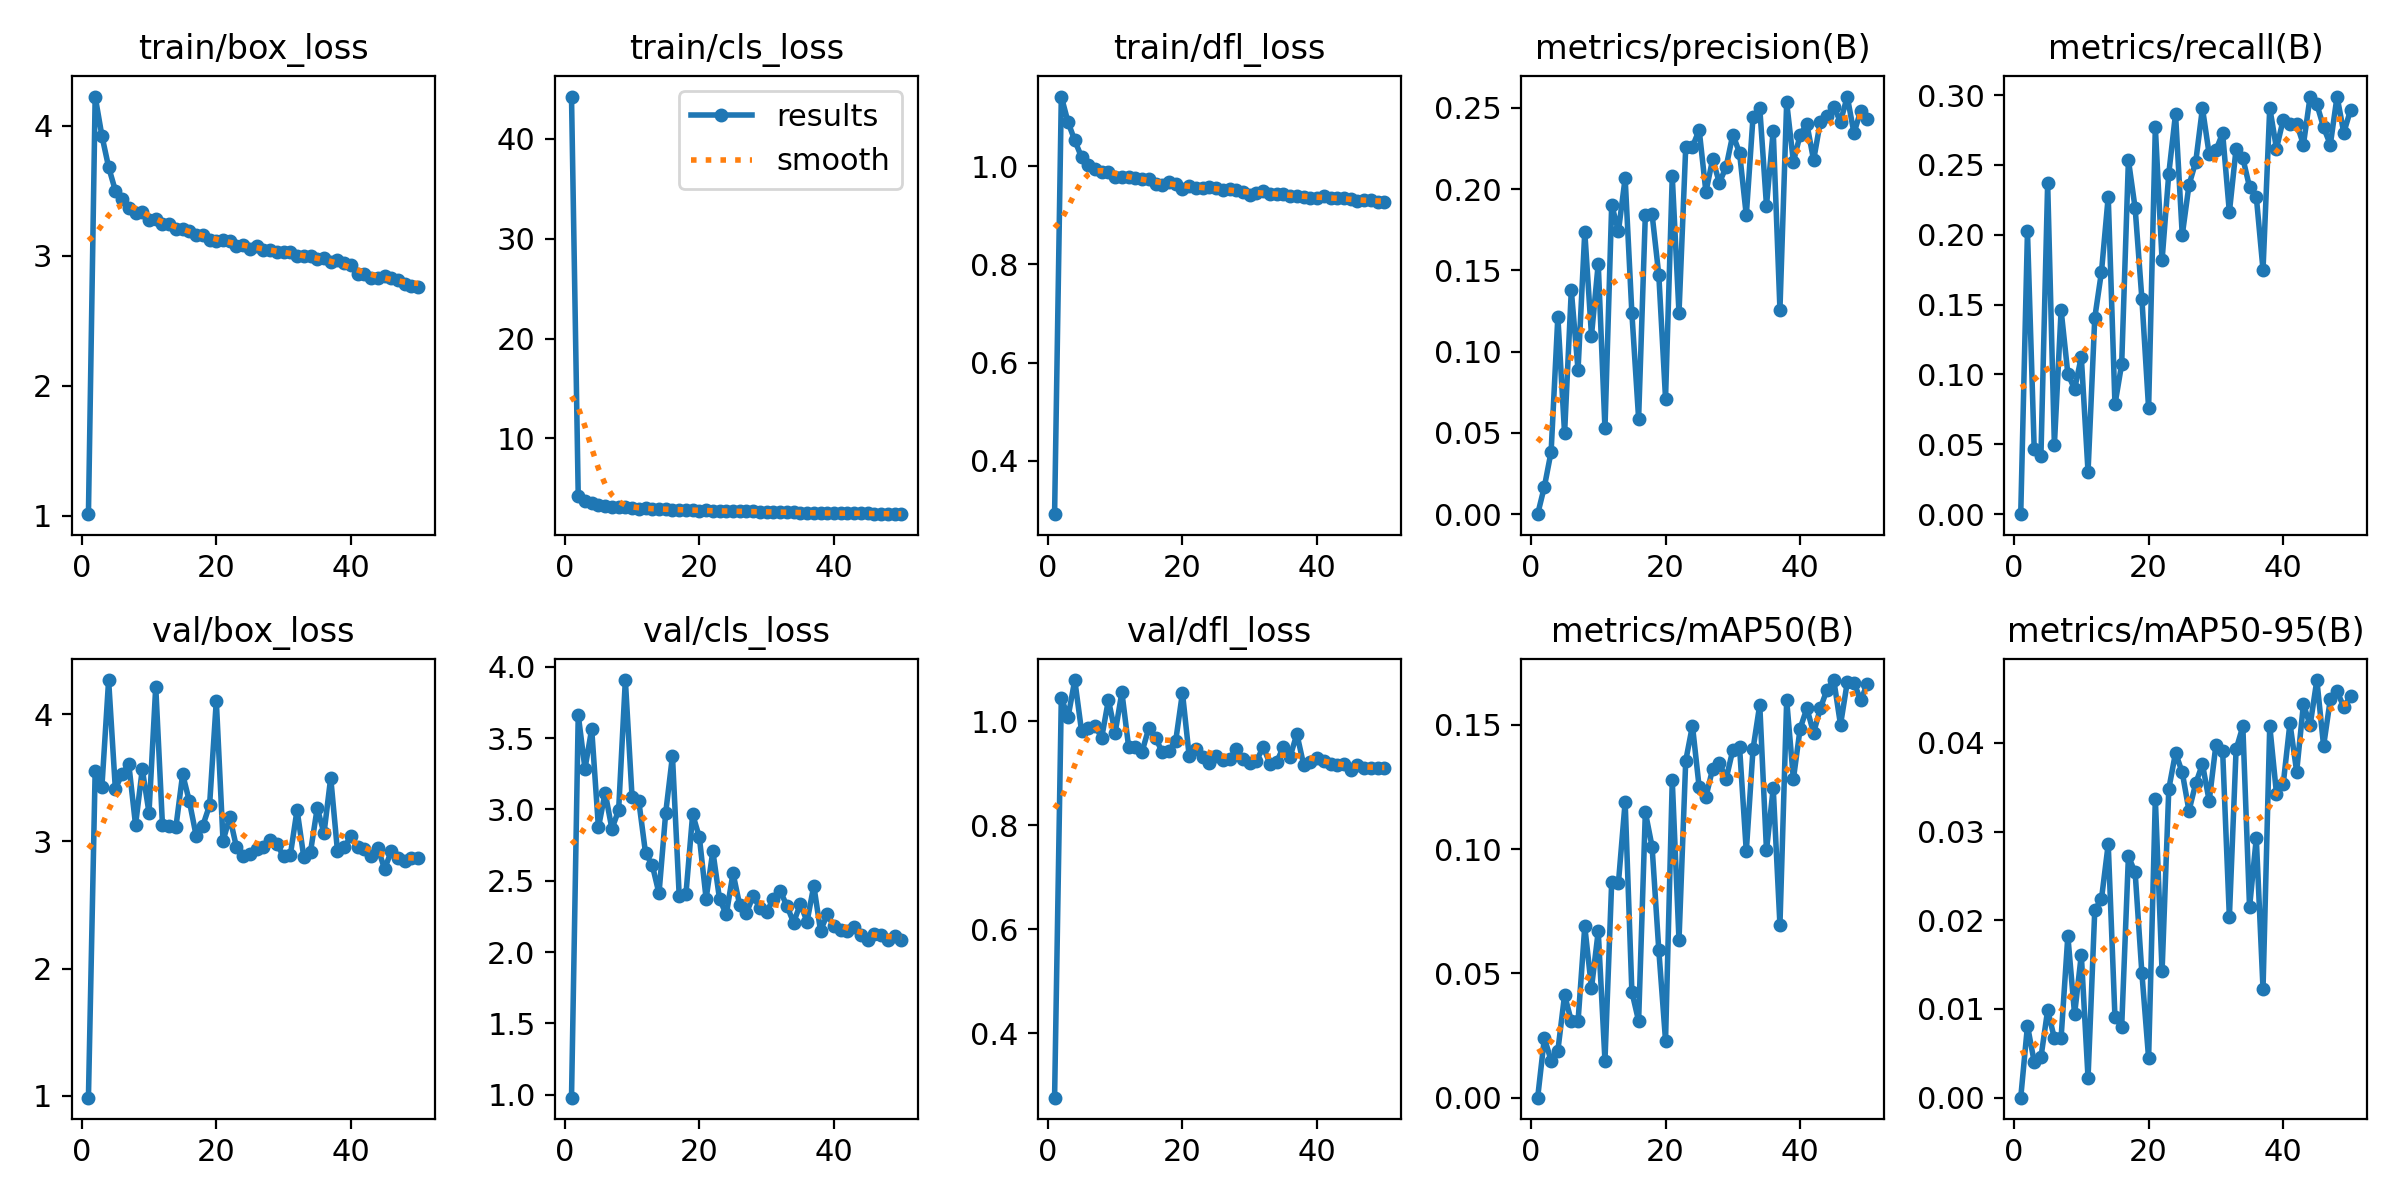 train/box_loss
4
3
2
1
0 20 40
train/cls_loss
results
smooth
40
30
20
10
0 20 40
train/dfl_loss
1.0
0.8
0.6
0.4
0 20 40
metrics/precision(B)
0.25
0.20
0.15
0.10
0.05
0.00
0 20 40
metrics/recall(B)
0.30
0.25
0.20
0.15
0.10
0.05
0.00
0 20 40
val/box_loss
4
3
2
1
0 20 40
val/cls_loss
4.0
3.5
3.0
2.5
2.0
1.5
1.0
0 20 40
val/dfl_loss
1.0
0.8
0.6
0.4
0 20 40
metrics/mAP50(B)
0.15
0.10
0.05
0.00
0 20 40
metrics/mAP50-95(B)
0.04
0.03
0.02
0.01
0.00
0 20 40